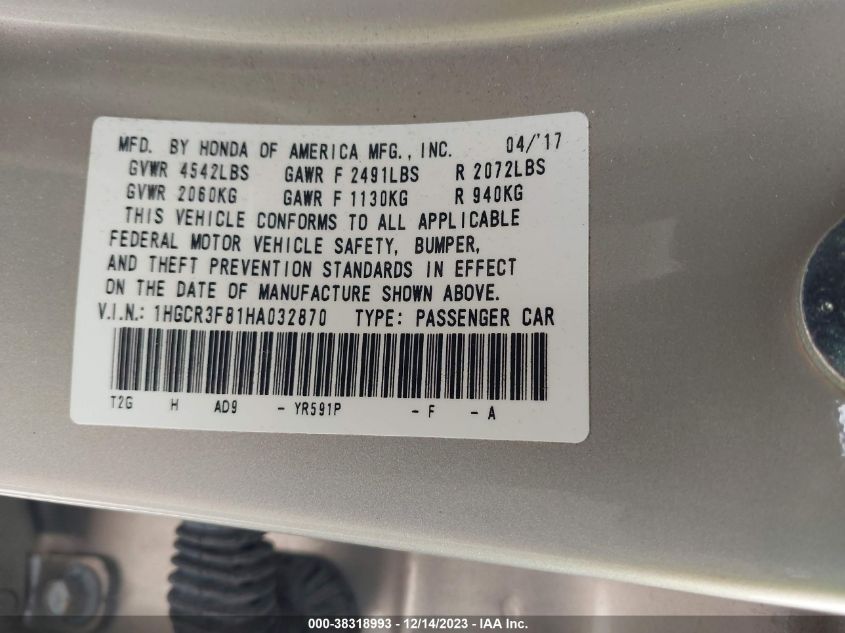 MFD. BY HONDA OF AMERICA MFG., INC. 04/'17
GVWR 4542LBS GAWR F 2491LBS R 2072LBS
GVWR 2060KG GAWR F 1130KG R 940KG
THIS VEHICLE CONFORMS TO ALL APPLICABLE
FEDERAL MOTOR VEHICLE SAFETY, BUMPER,
AND THEFT PREVENTION STANDARDS IN EFFECT
ON THE DATE OF MANUFACTURE SHOWN ABOVE.
V.I.N.: 1HGCR3F81HA032870 TYPE: PASSENGER CAR
T2G H AD9 - YR591P - F - A
000-38318993 - 12/14/2023 - IAA Inc.